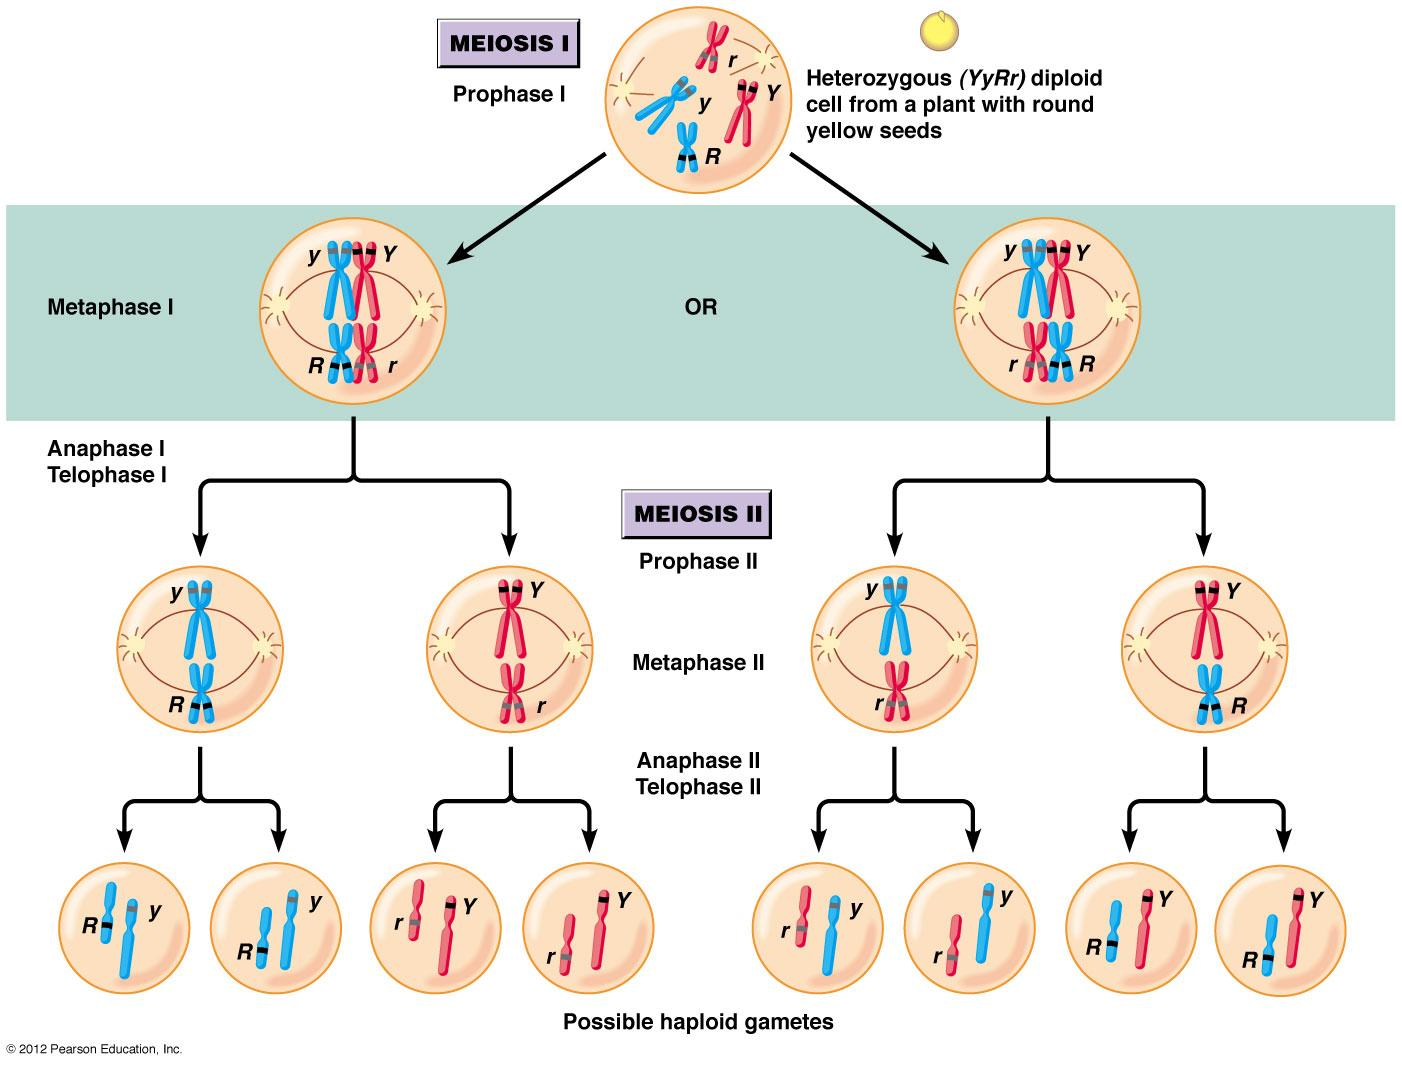 MEIOSIS I
Prophase I
r
y
Y
R
Heterozygous (YyRr) diploid
cell from a plant with round
yellow seeds
Metaphase I
y
Y
R
r
OR
y
Y
r
R
Anaphase I
Telophase I
MEIOSIS II
Prophase II
y
R
Y
r
Metaphase II
y
r
Y
R
Anaphase II
Telophase II
R
y
R
y
r
Y
r
Y
r
y
r
y
R
Y
R
Y
Possible haploid gametes
© 2012 Pearson Education, Inc.